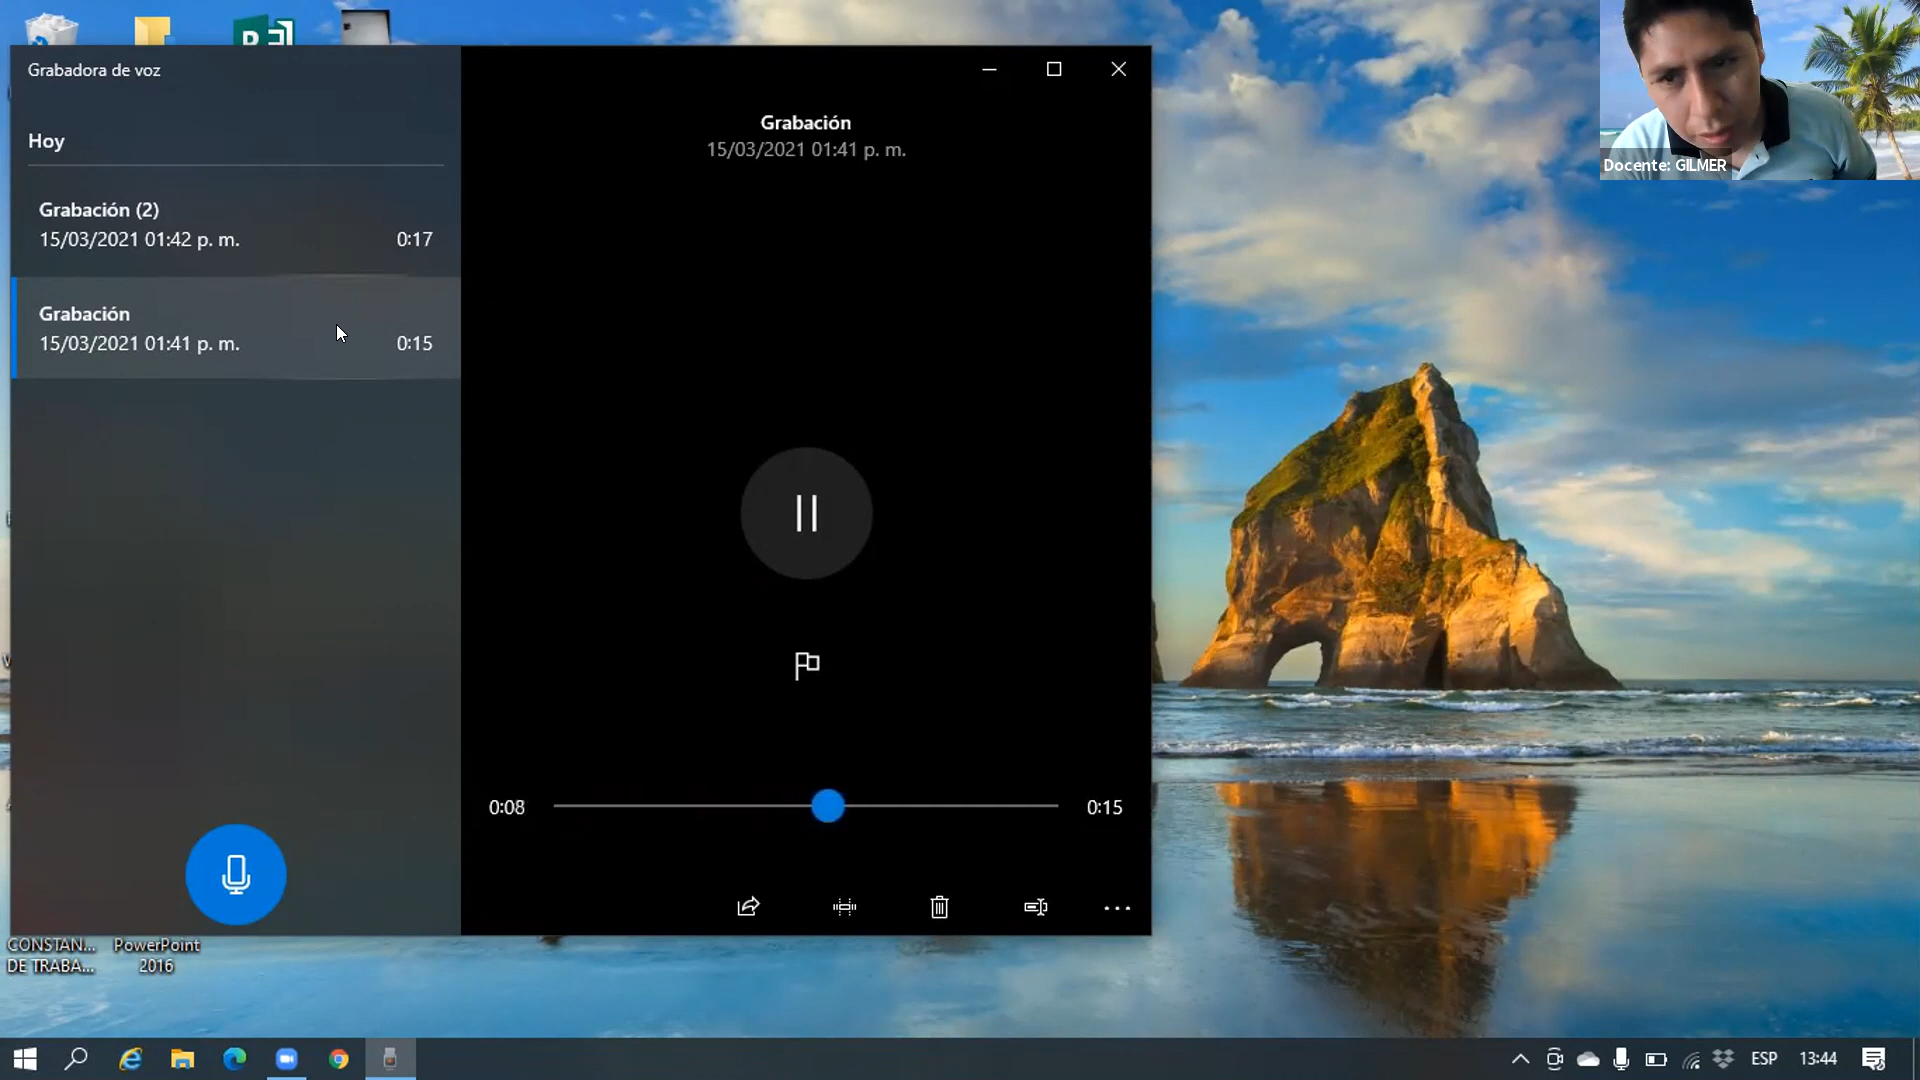 Grabadora de voz
Hoy
Grabación (2)
15/03/2021 01:42 p. m.
0:17
Grabación
15/03/2021 01:41 p. m.
0:15
Grabación
15/03/2021 01:41 p. m.
0:08
0:15
Docente: GILMER
CONSTAN...
DE TRABA...
PowerPoint
2016
ESP
13:44